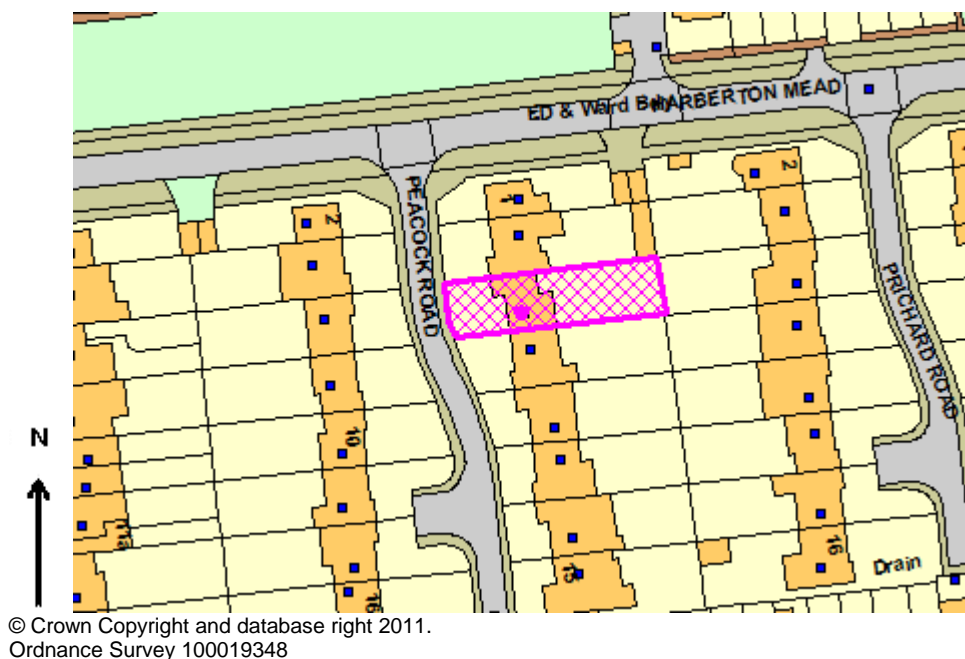 ED & Ward Bdy
HARBERTON MEAD
PEACOCK ROAD
PRICHARD ROAD
2
1
2
10
15
16
16
11a
Drain
N
© Crown Copyright and database right 2011.
Ordnance Survey 100019348